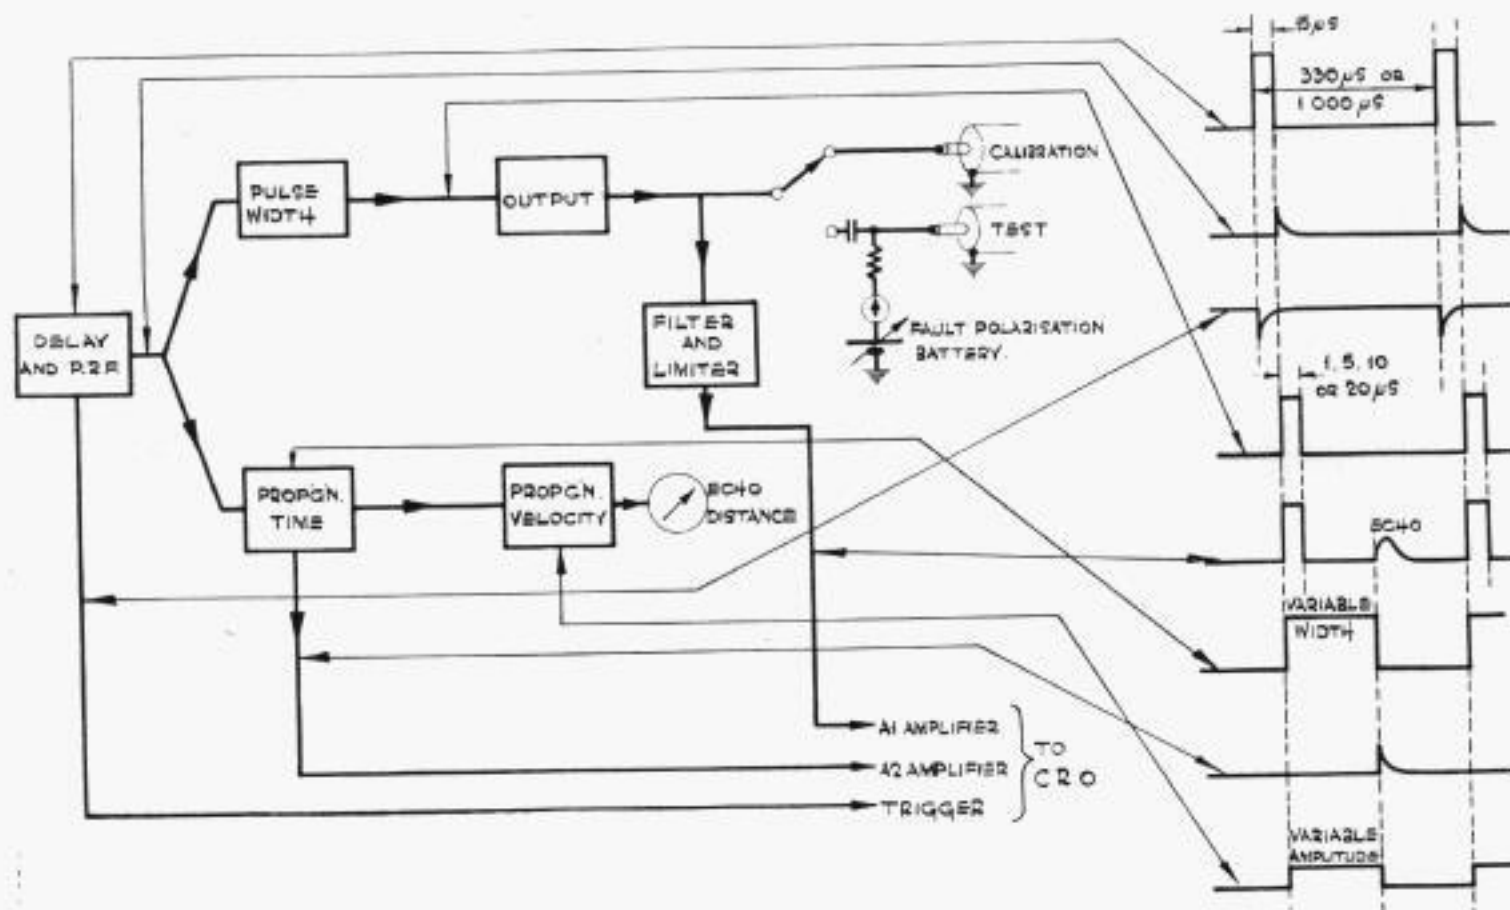 5μS
330μS OR
1000μS
PULSE
WIDTH
OUTPUT
CALIBRATION
TEST
DELAY
AND P.R.F.
FILTER
AND
LIMITER
FAULT POLARISATION
BATTERY.
1, 5, 10
OR 20μS
PROPGN.
TIME
PROPGN.
VELOCITY
ECHO
DISTANCE
ECHO
VARIABLE
WIDTH
A1 AMPLIFIER
A2 AMPLIFIER
TRIGGER
TO
CRO
VARIABLE
AMPLITUDE